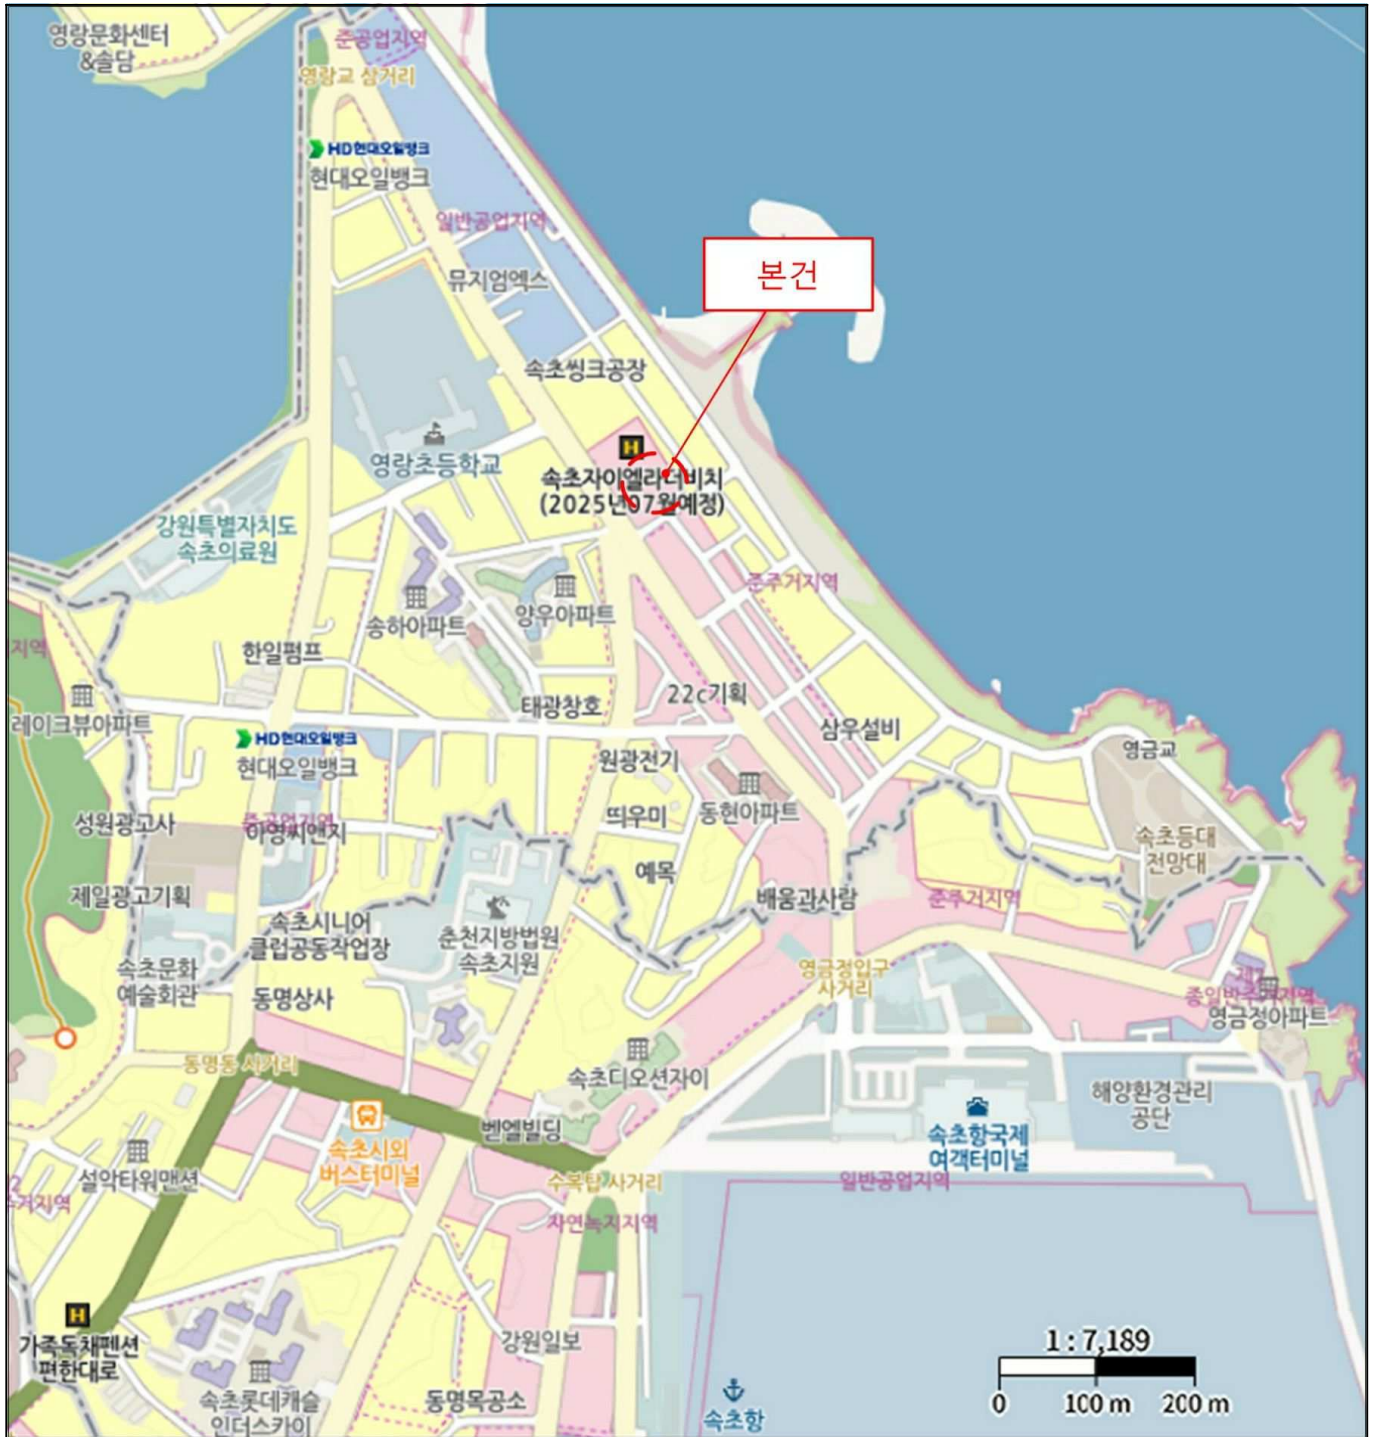 영랑문화센터
&솔담
준공업지역
영랑교 삼거리
HD현대오일뱅크
현대오일뱅크
일반공업지역
뮤지엄엑스
본건
속초씽크공장
영랑초등학교
속초자이엘라더비치
(2025년07월예정)
강원특별자치도
속초의료원
준주거지역
양우아파트
송하아파트
한일펌프
지역
레이크뷰아파트
태광창호
22c기획
삼우설비
영금교
HD현대오일뱅크
현대오일뱅크
원광전기
동현아파트
띄우미
성원광고사
준공업지역
아영씨앤지
속초등대
전망대
예목
제일광고기획
배움과사람
준주거지역
속초시니어
클럽공동작업장
춘천지방법원
속초지원
속초문화
예술회관
동명상사
영금정입구
사거리
종일반주거지역
영금정아파트
동명동 사거리
속초디오션자이
해양환경관리
공단
속초시외
버스터미널
벧엘빌딩
속초항국제
여객터미널
설악타워맨션
수복탑 사거리
일반공업지역
자연녹지지역
가족독채펜션
편한대로
강원일보
1 : 7,189
0 100 m 200 m
속초롯데캐슬
인더스카이
동명목공소
속초항